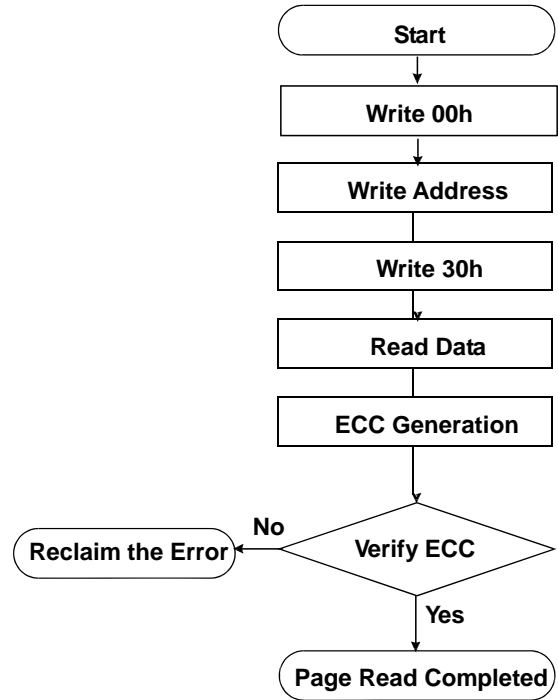 Start
Write 00h
Write Address
Write 30h
Read Data
ECC Generation
No
Reclaim the Error
Verify ECC
Yes
Page Read Completed